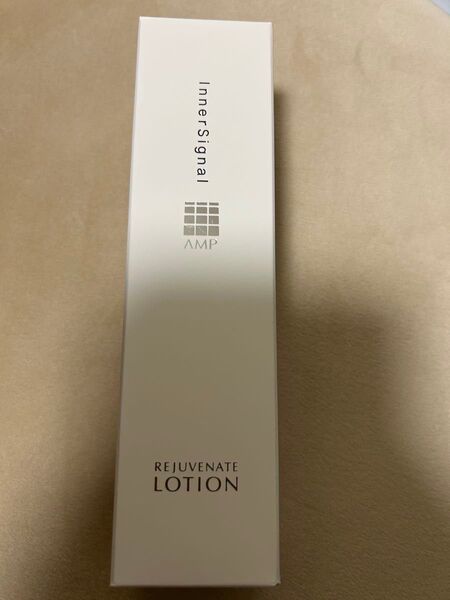 InnerSignal
AMP
REJUVENATE
LOTION